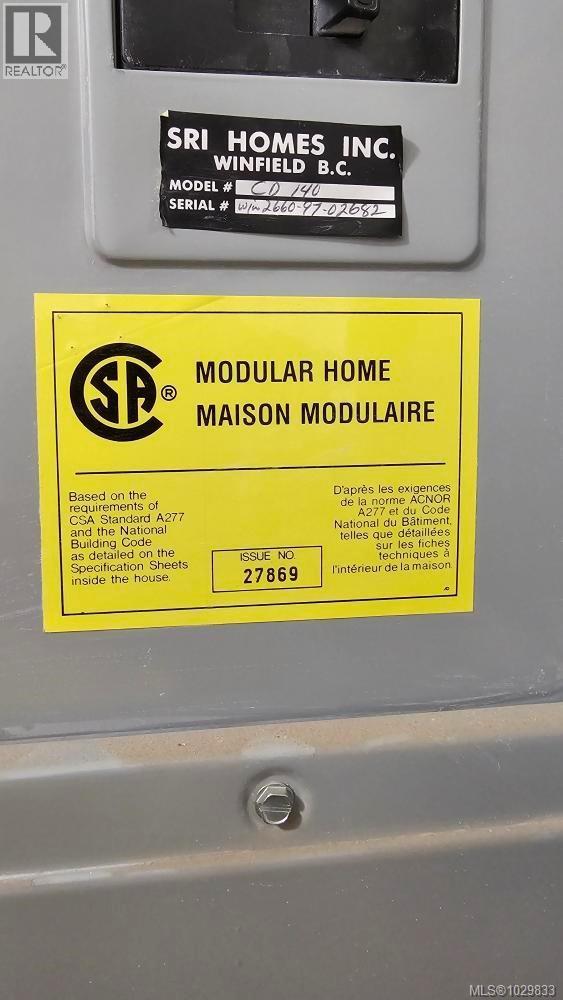 R
REALTOR®
SRI HOMES INC.
WINFIELD B.C.
MODEL # CD 140
SERIAL # Win 2660-97-02682
CSA ®
MODULAR HOME
MAISON MODULAIRE
Based on the
requirements of
CSA Standard A277
and the National
Building Code
as detailed on the
Specification Sheets
inside the house.
ISSUE NO.
27869
D'après les exigences
de la norme ACNOR
A277 et du Code
National du Bâtiment,
telles que détaillées
sur les fiches
techniques à
l'intérieur de la maison.
MLS®1029833